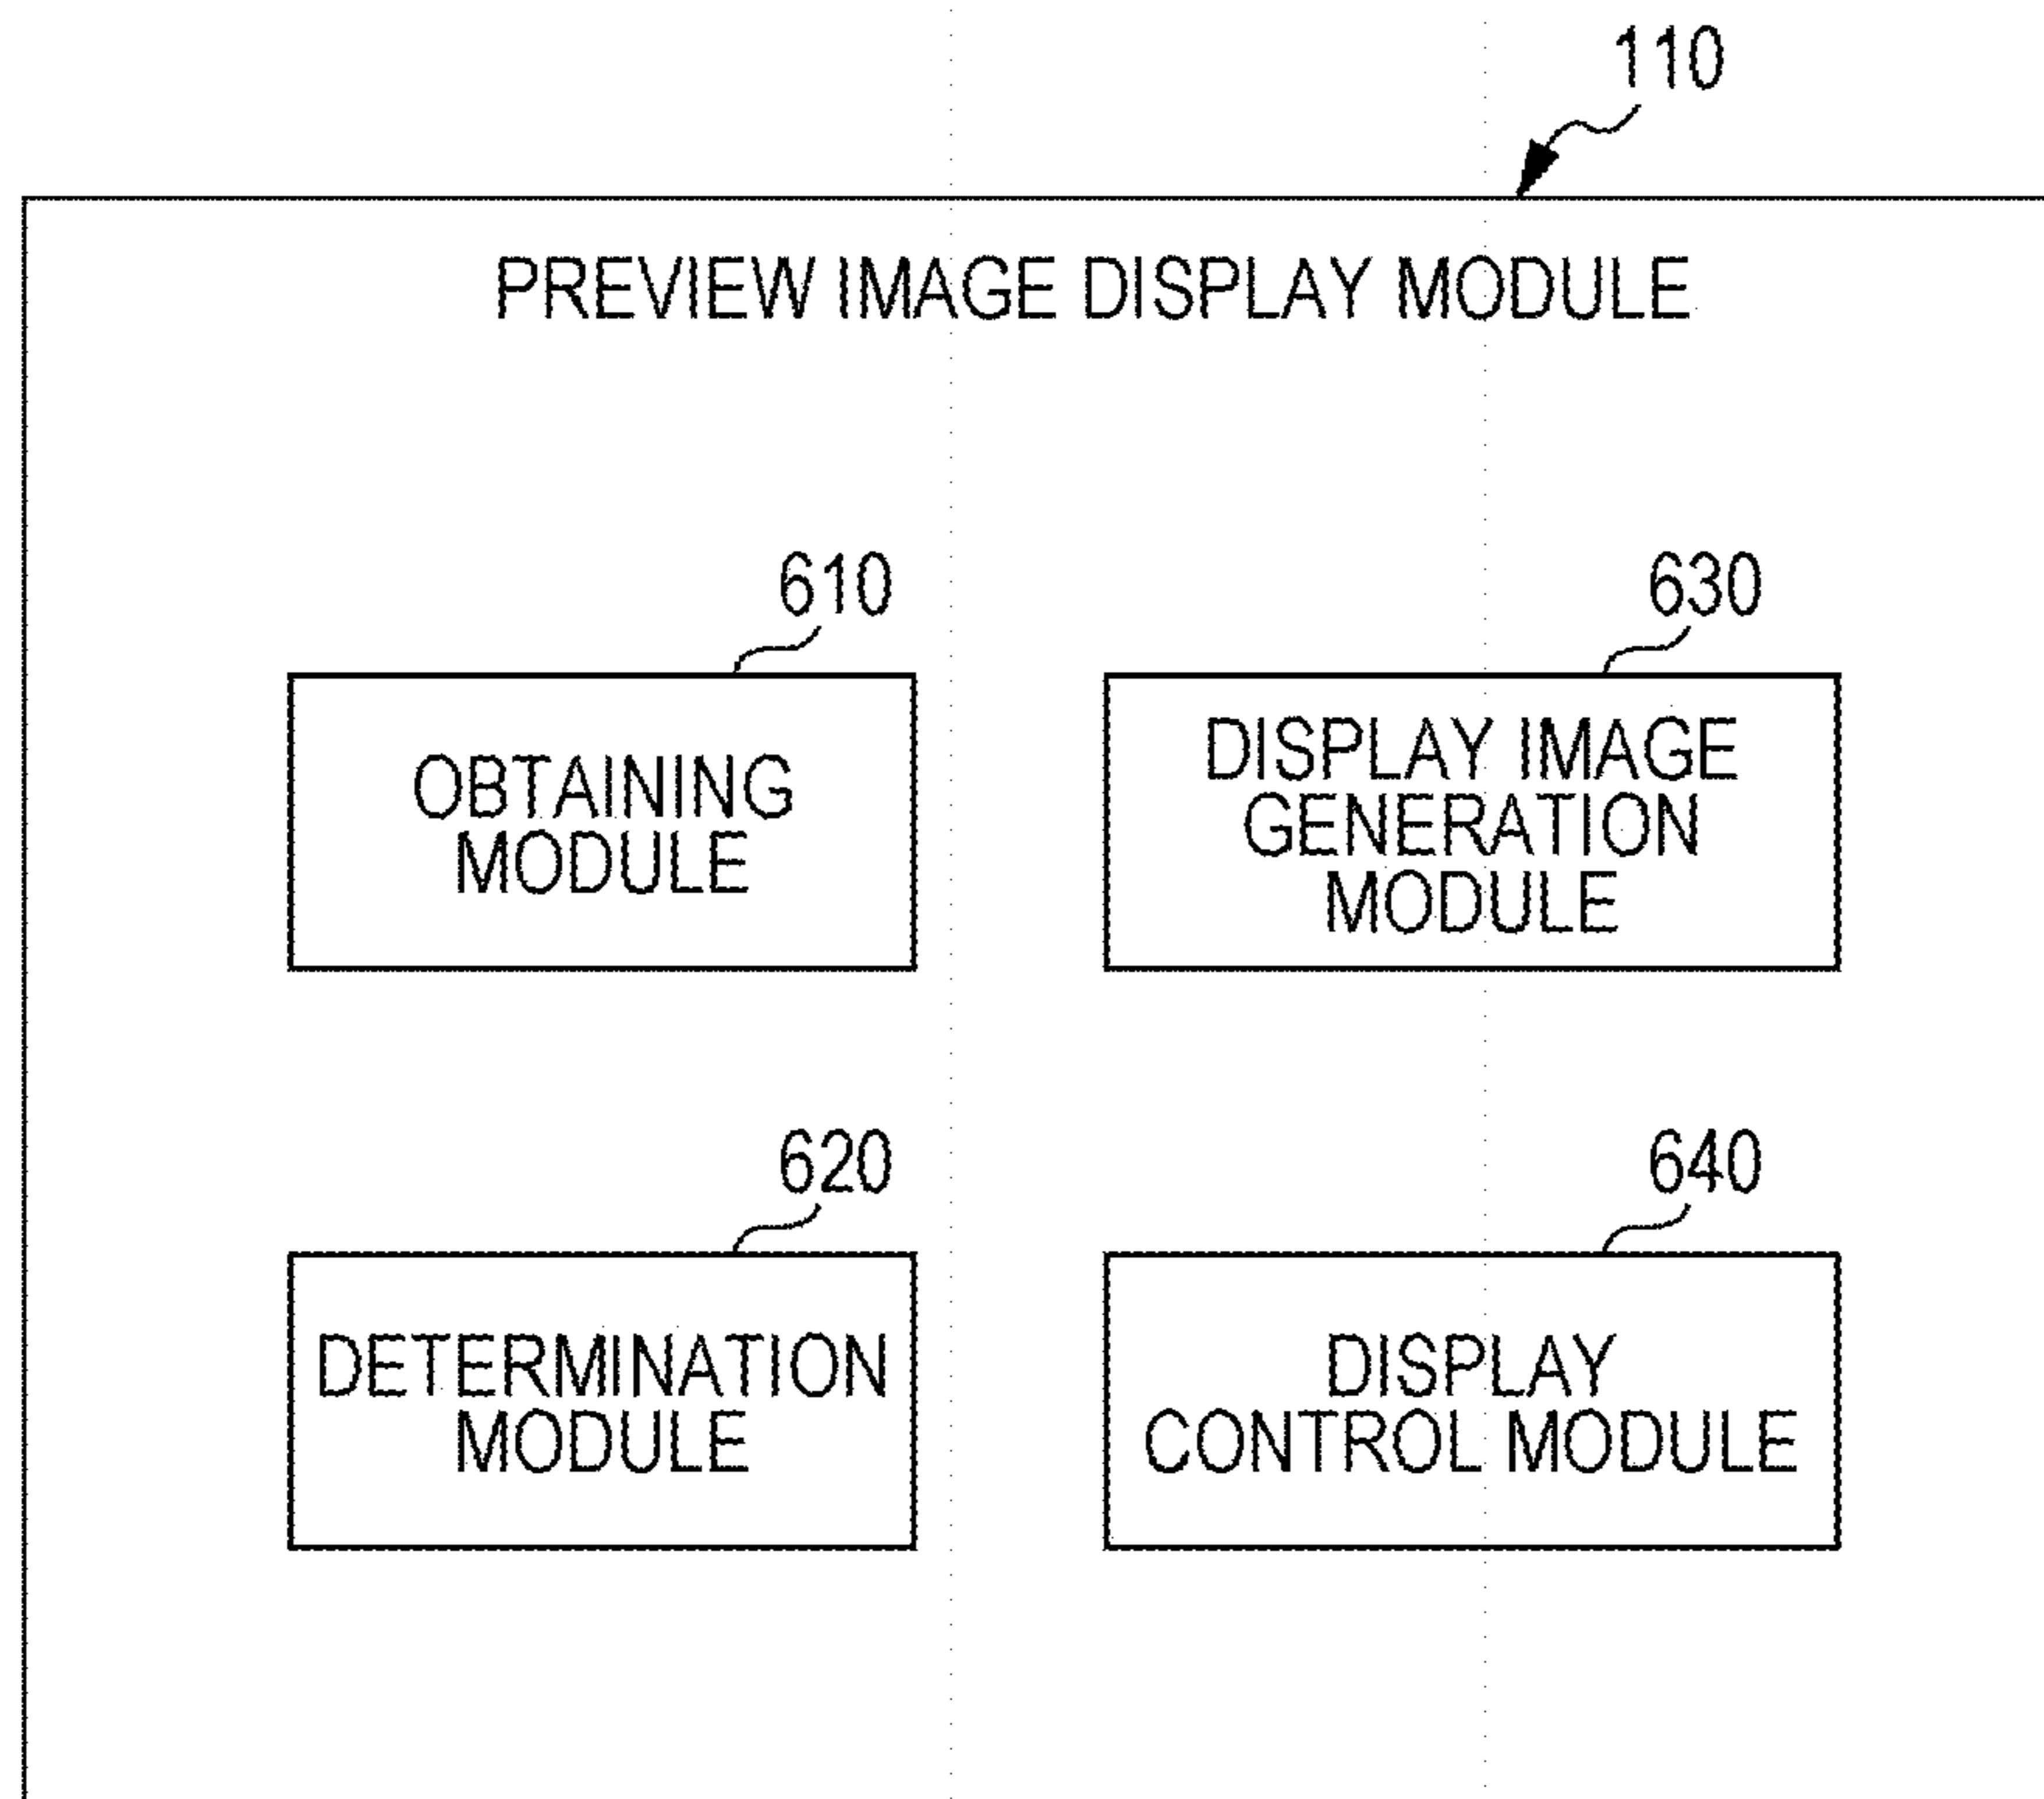 110
PREVIEW IMAGE DISPLAY MODULE
610
OBTAINING
MODULE
630
DISPLAY IMAGE
GENERATION
MODULE
620
DETERMINATION
MODULE
640
DISPLAY
CONTROL MODULE